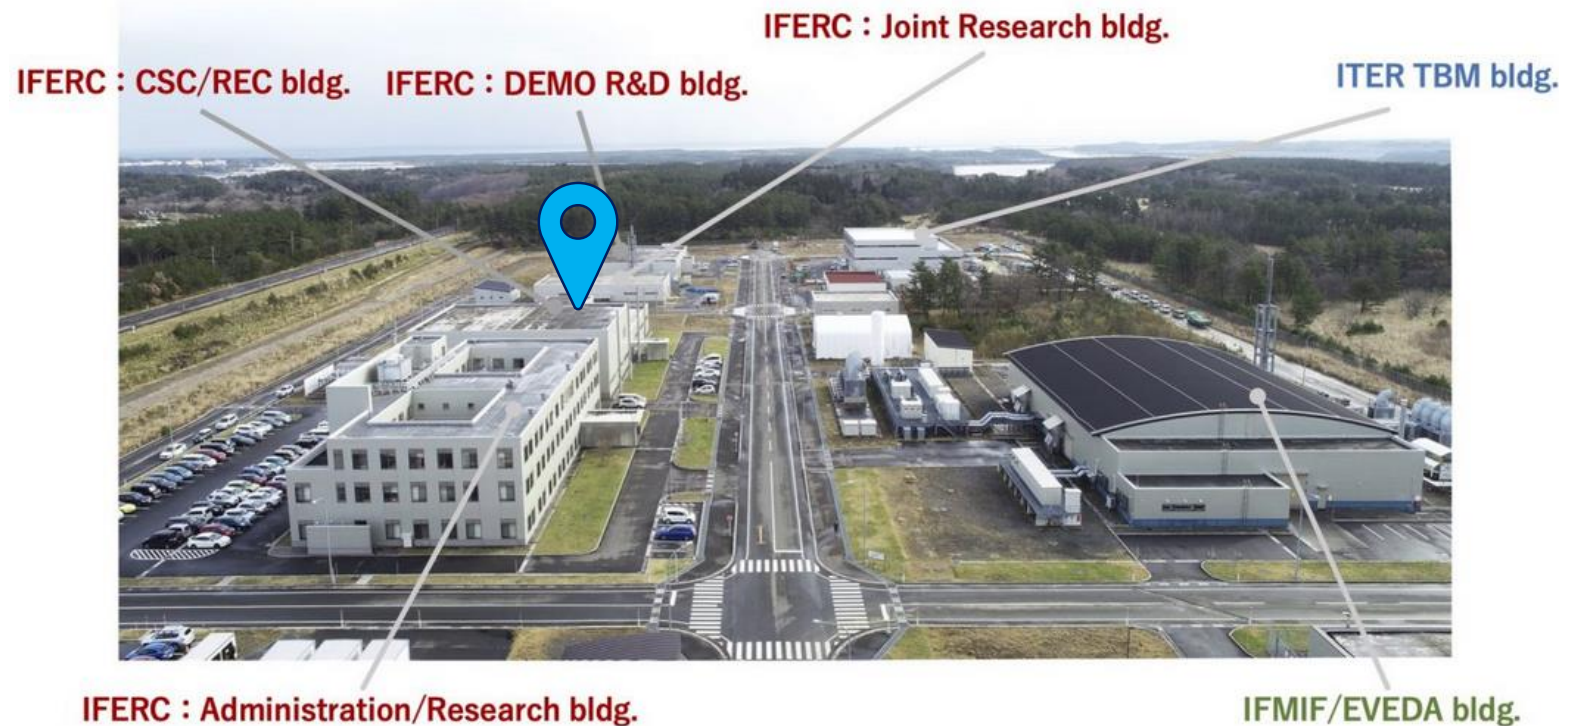 IFERC：Joint Research bldg.
IFERC：CSC/REC bldg.
IFERC：DEMO R&D bldg.
ITER TBM bldg.
IFERC：Administration/Research bldg.
IFMIF/EVEDA bldg.